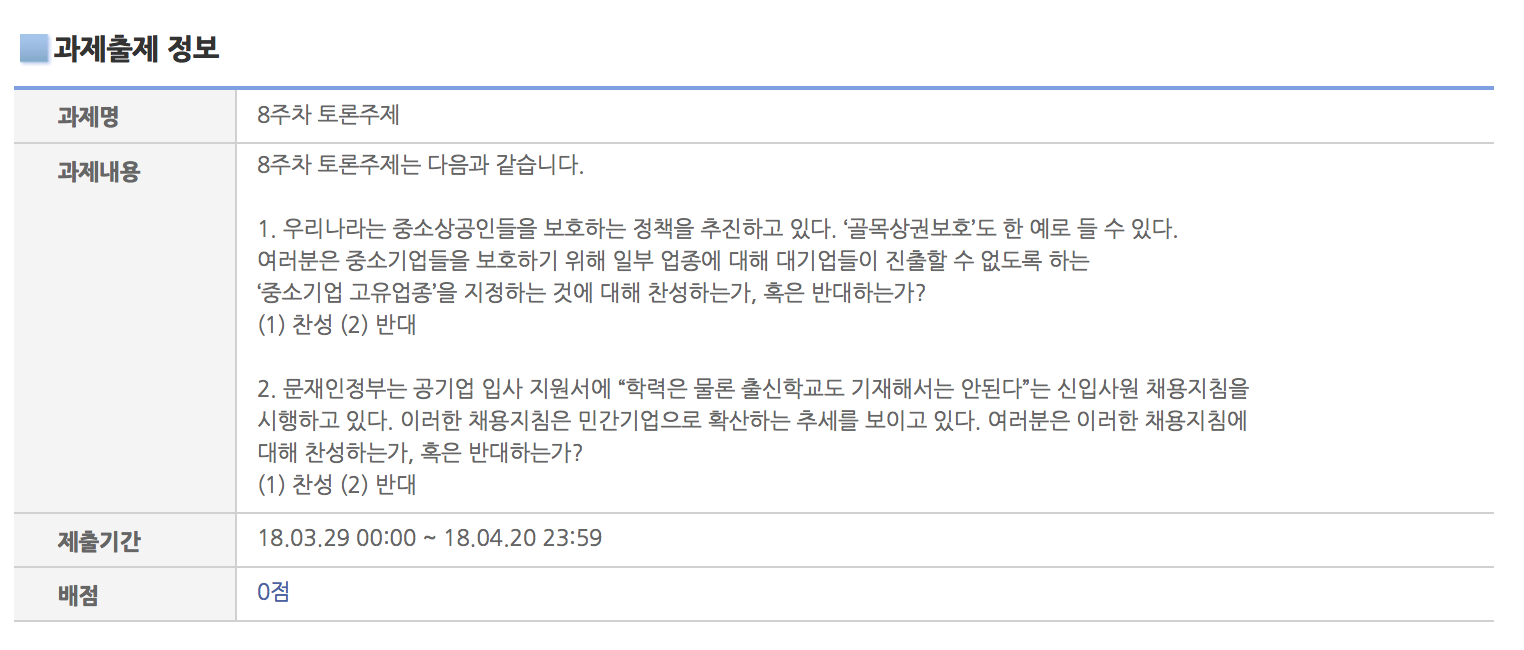 과제출제 정보
과제명
8주차 토론주제
과제내용
8주차 토론주제는 다음과 같습니다.
1. 우리나라는 중소상공인들을 보호하는 정책을 추진하고 있다. ‘골목상권보호’도 한 예로 들 수 있다.
여러분은 중소기업들을 보호하기 위해 일부 업종에 대해 대기업들이 진출할 수 없도록 하는
‘중소기업 고유업종’을 지정하는 것에 대해 찬성하는가, 혹은 반대하는가?
(1) 찬성 (2) 반대
2. 문재인정부는 공기업 입사 지원서에 “학력은 물론 출신학교도 기재해서는 안된다”는 신입사원 채용지침을
시행하고 있다. 이러한 채용지침은 민간기업으로 확산하는 추세를 보이고 있다. 여러분은 이러한 채용지침에
대해 찬성하는가, 혹은 반대하는가?
(1) 찬성 (2) 반대
제출기간
18.03.29 00:00 ~ 18.04.20 23:59
배점
0점